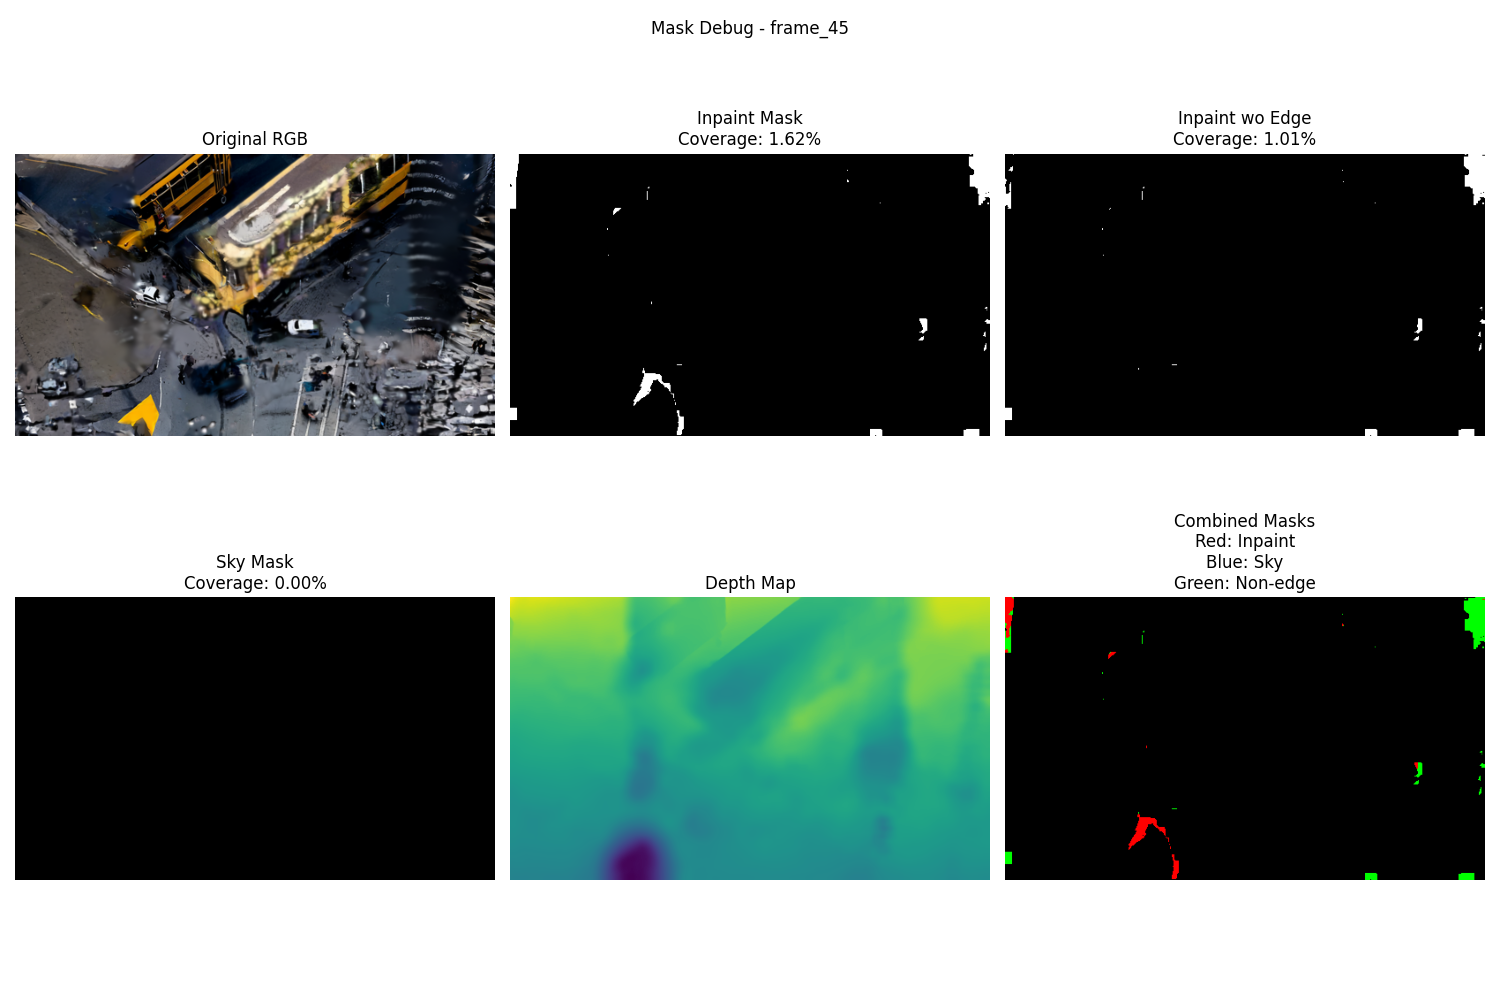 Mask Debug - frame_45
Original RGB
Inpaint Mask
Coverage: 1.62%
Inpaint wo Edge
Coverage: 1.01%
Sky Mask
Coverage: 0.00%
Depth Map
Combined Masks
Red: Inpaint
Blue: Sky
Green: Non-edge